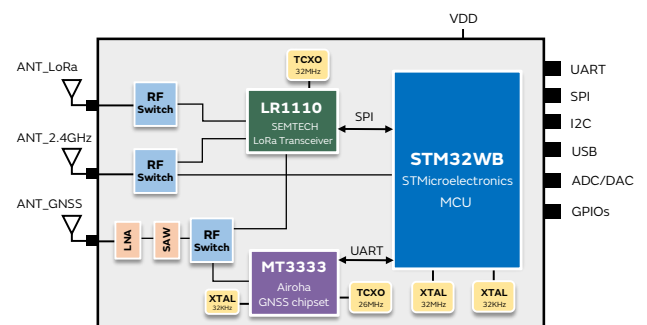 VDD
ANT_LoRa
TCXO
32MHz
UART
RF
Switch
LR1110
SEMTECH
LoRa Transceiver
SPI
SPI
I2C
ANT_2.4GHz
RF
Switch
STM32WB
STMicroelectronics
MCU
USB
ADC/DAC
ANT_GNSS
GPIOs
LNA
SAW
RF
Switch
UART
MT3333
Airoha
GNSS chipset
XTAL
32KHz
TCXO
26MHz
XTAL
32MHz
XTAL
32KHz